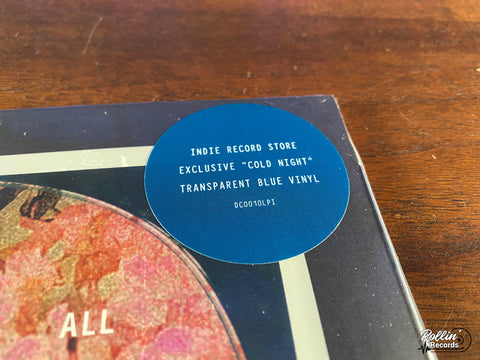 INDIE RECORD STORE
EXCLUSIVE "COLD NIGHT"
TRANSPARENT BLUE VINYL
DC0010LPI
ALL
Rollin'
Records